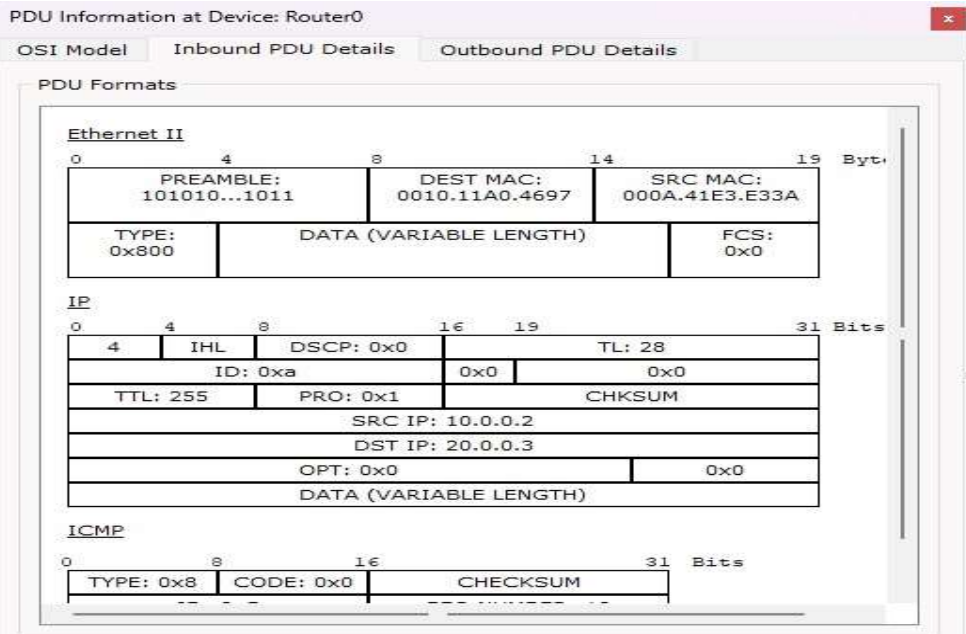 PDU Information at Device: Router0
x
OSI Model Inbound PDU Details Outbound PDU Details
PDU Formats
Ethernet II
0 4 8 14 19 Byt
PREAMBLE: DEST MAC: SRC MAC:
101010...1011 0010.11A0.4697 000A.41E3.E33A
TYPE: DATA (VARIABLE LENGTH) FCS:
0x800 0x0
IP
0 4 8 16 19 31 Bits
4 IHL DSCP: 0x0 TL: 28
ID: 0xa 0x0 0x0
TTL: 255 PRO: 0x1 CHKSUM
SRC IP: 10.0.0.2
DST IP: 20.0.0.3
OPT: 0x0 0x0
DATA (VARIABLE LENGTH)
ICMP
0 8 16 31 Bits
TYPE: 0x8 CODE: 0x0 CHECKSUM